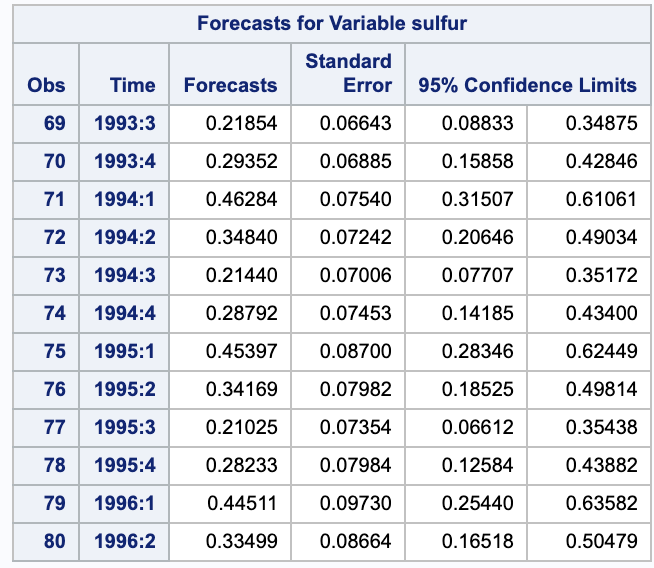 Forecasts for Variable sulfur
Obs Time Forecasts Standard Error 95% Confidence Limits
69 1993:3 0.21854 0.06643 0.08833 0.34875
70 1993:4 0.29352 0.06885 0.15858 0.42846
71 1994:1 0.46284 0.07540 0.31507 0.61061
72 1994:2 0.34840 0.07242 0.20646 0.49034
73 1994:3 0.21440 0.07006 0.07707 0.35172
74 1994:4 0.28792 0.07453 0.14185 0.43400
75 1995:1 0.45397 0.08700 0.28346 0.62449
76 1995:2 0.34169 0.07982 0.18525 0.49814
77 1995:3 0.21025 0.07354 0.06612 0.35438
78 1995:4 0.28233 0.07984 0.12584 0.43882
79 1996:1 0.44511 0.09730 0.25440 0.63582
80 1996:2 0.33499 0.08664 0.16518 0.50479